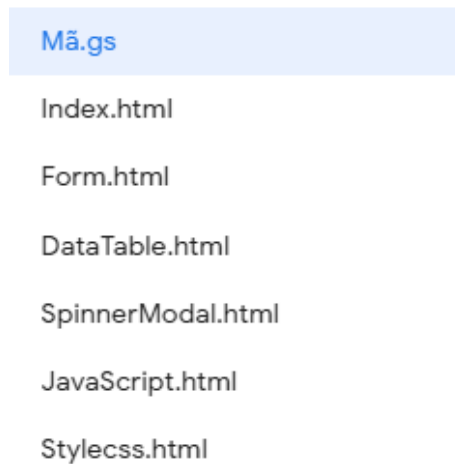 Mã.gs
Index.html
Form.html
DataTable.html
SpinnerModal.html
JavaScript.html
Stylecss.html